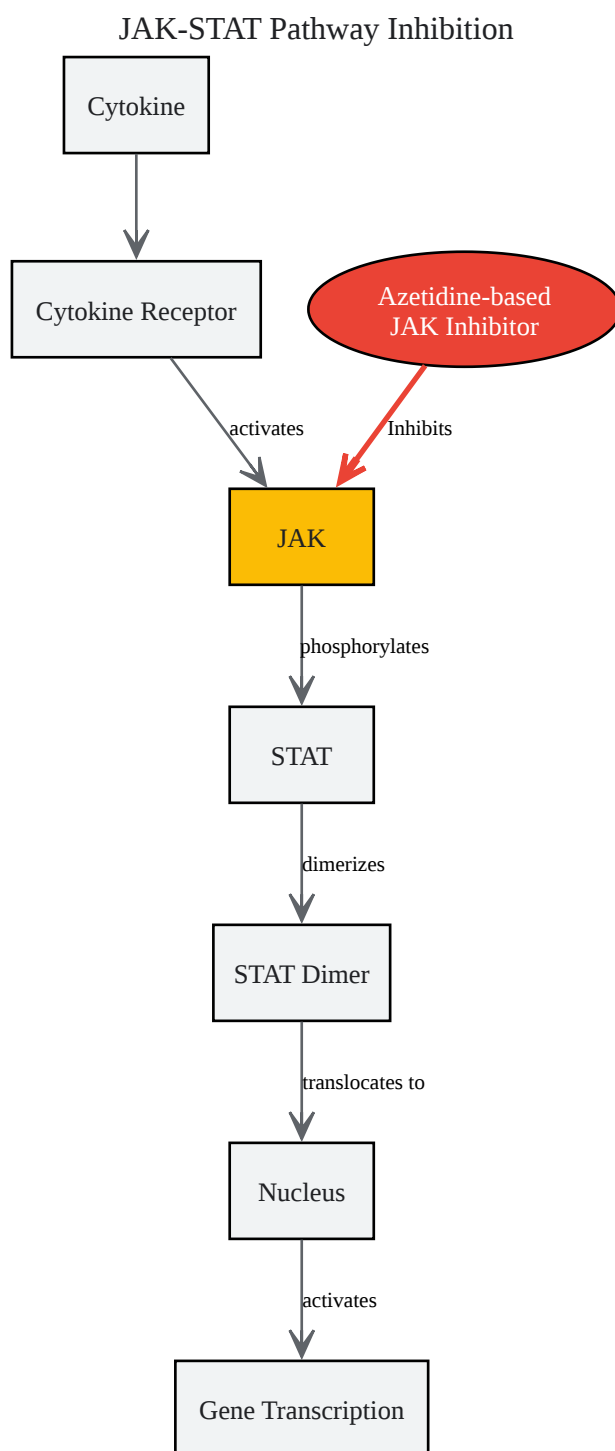 JAK-STAT Pathway Inhibition
Cytokine
Cytokine Receptor
Azetidine-based
JAK Inhibitor
activates
Inhibits
JAK
phosphorylates
STAT
dimerizes
STAT Dimer
translocates to
Nucleus
activates
Gene Transcription